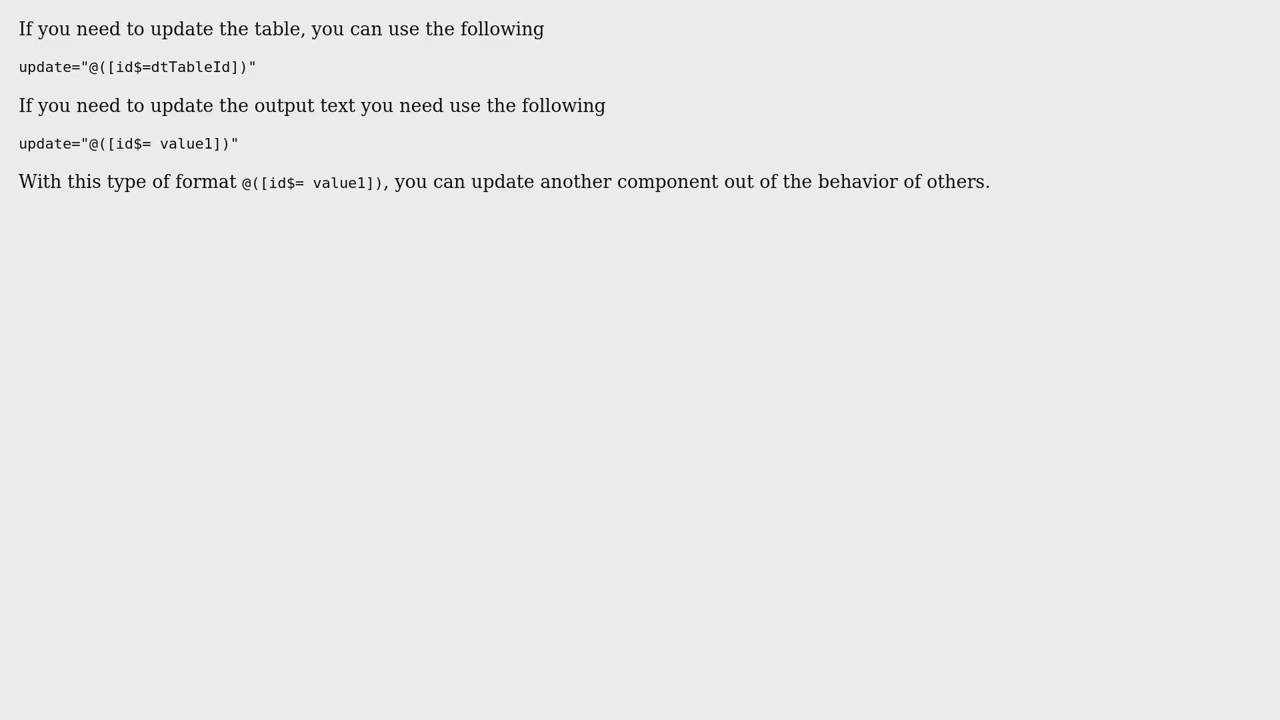 If you need to update the table, you can use the following
update="@([id$=dtTableId])"
If you need to update the output text you need use the following
update="@([id$= value1])"
With this type of format @([id$= value1]), you can update another component out of the behavior of others.